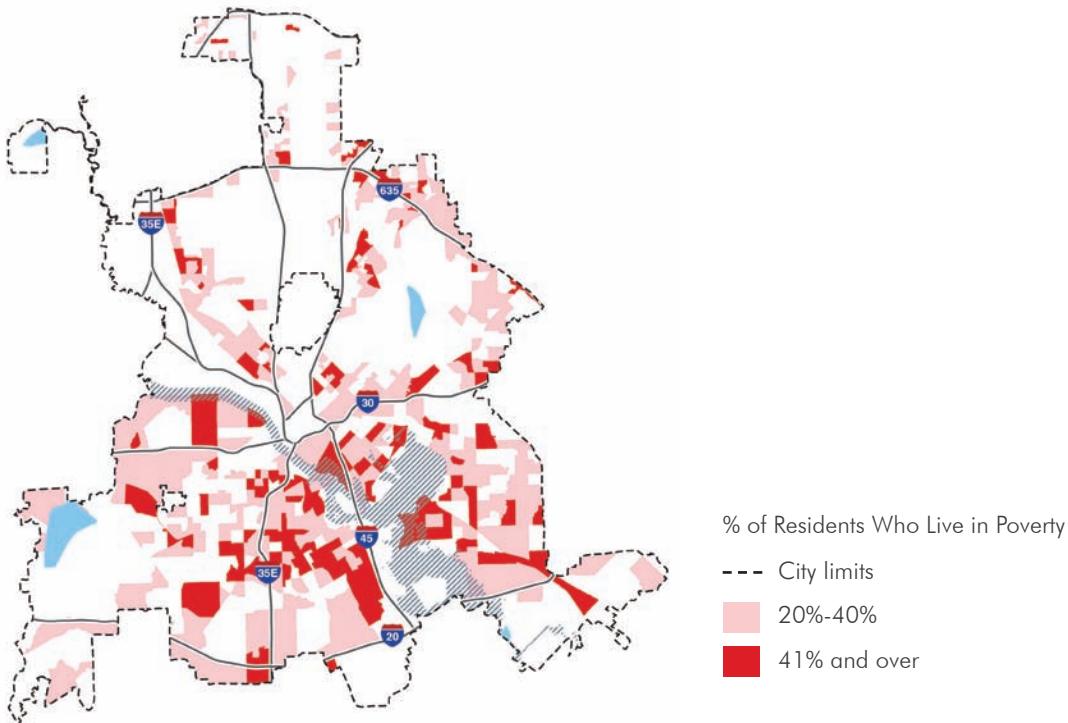 635
35E
30
45
35E
20
% of Residents Who Live in Poverty
City limits
20%-40%
41% and over